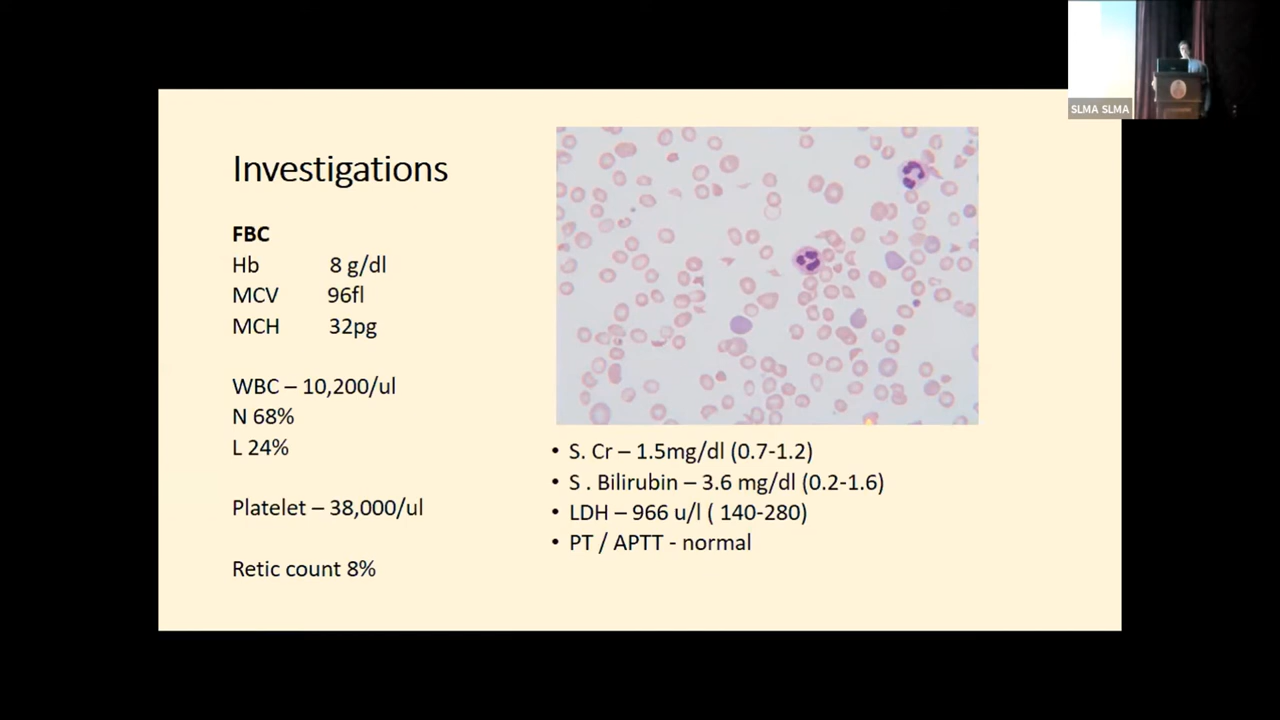 SLMA SLMA
Investigations
FBC
Hb 8 g/dl
MCV 96fl
MCH 32pg
WBC – 10,200/ul
N 68%
L 24%
Platelet – 38,000/ul
Retic count 8%
• S. Cr – 1.5mg/dl (0.7-1.2)
• S . Bilirubin – 3.6 mg/dl (0.2-1.6)
• LDH – 966 u/l ( 140-280)
• PT / APTT - normal